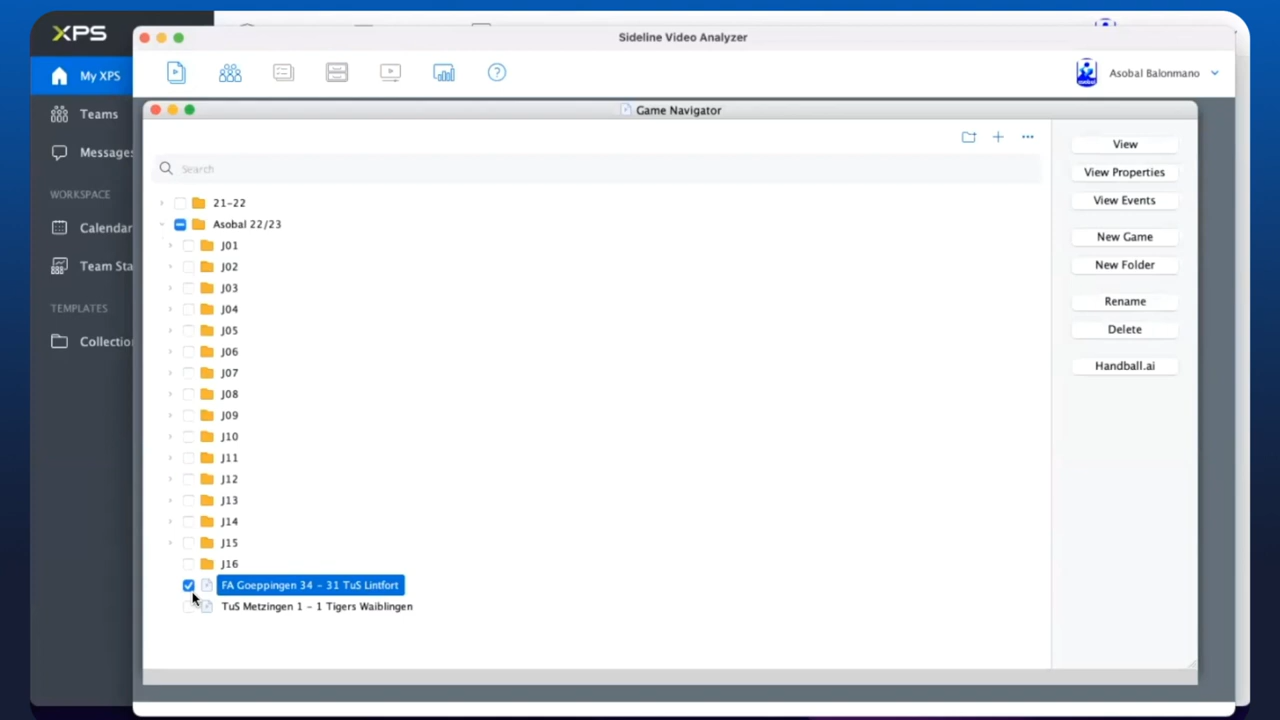 XPS
Sideline Video Analyzer
My XPS
Asobal Balonmano
Teams
Messages
WORKSPACE
Calendar
Team Sta
TEMPLATES
Collectio
Game Navigator
Search
21-22
Asobal 22/23
J01
J02
J03
J04
J05
J06
J07
J08
J09
J10
J11
J12
J13
J14
J15
J16
FA Goeppingen 34 - 31 TuS Lintfort
TuS Metzingen 1 - 1 Tigers Waiblingen
View
View Properties
View Events
New Game
New Folder
Rename
Delete
Handball.ai